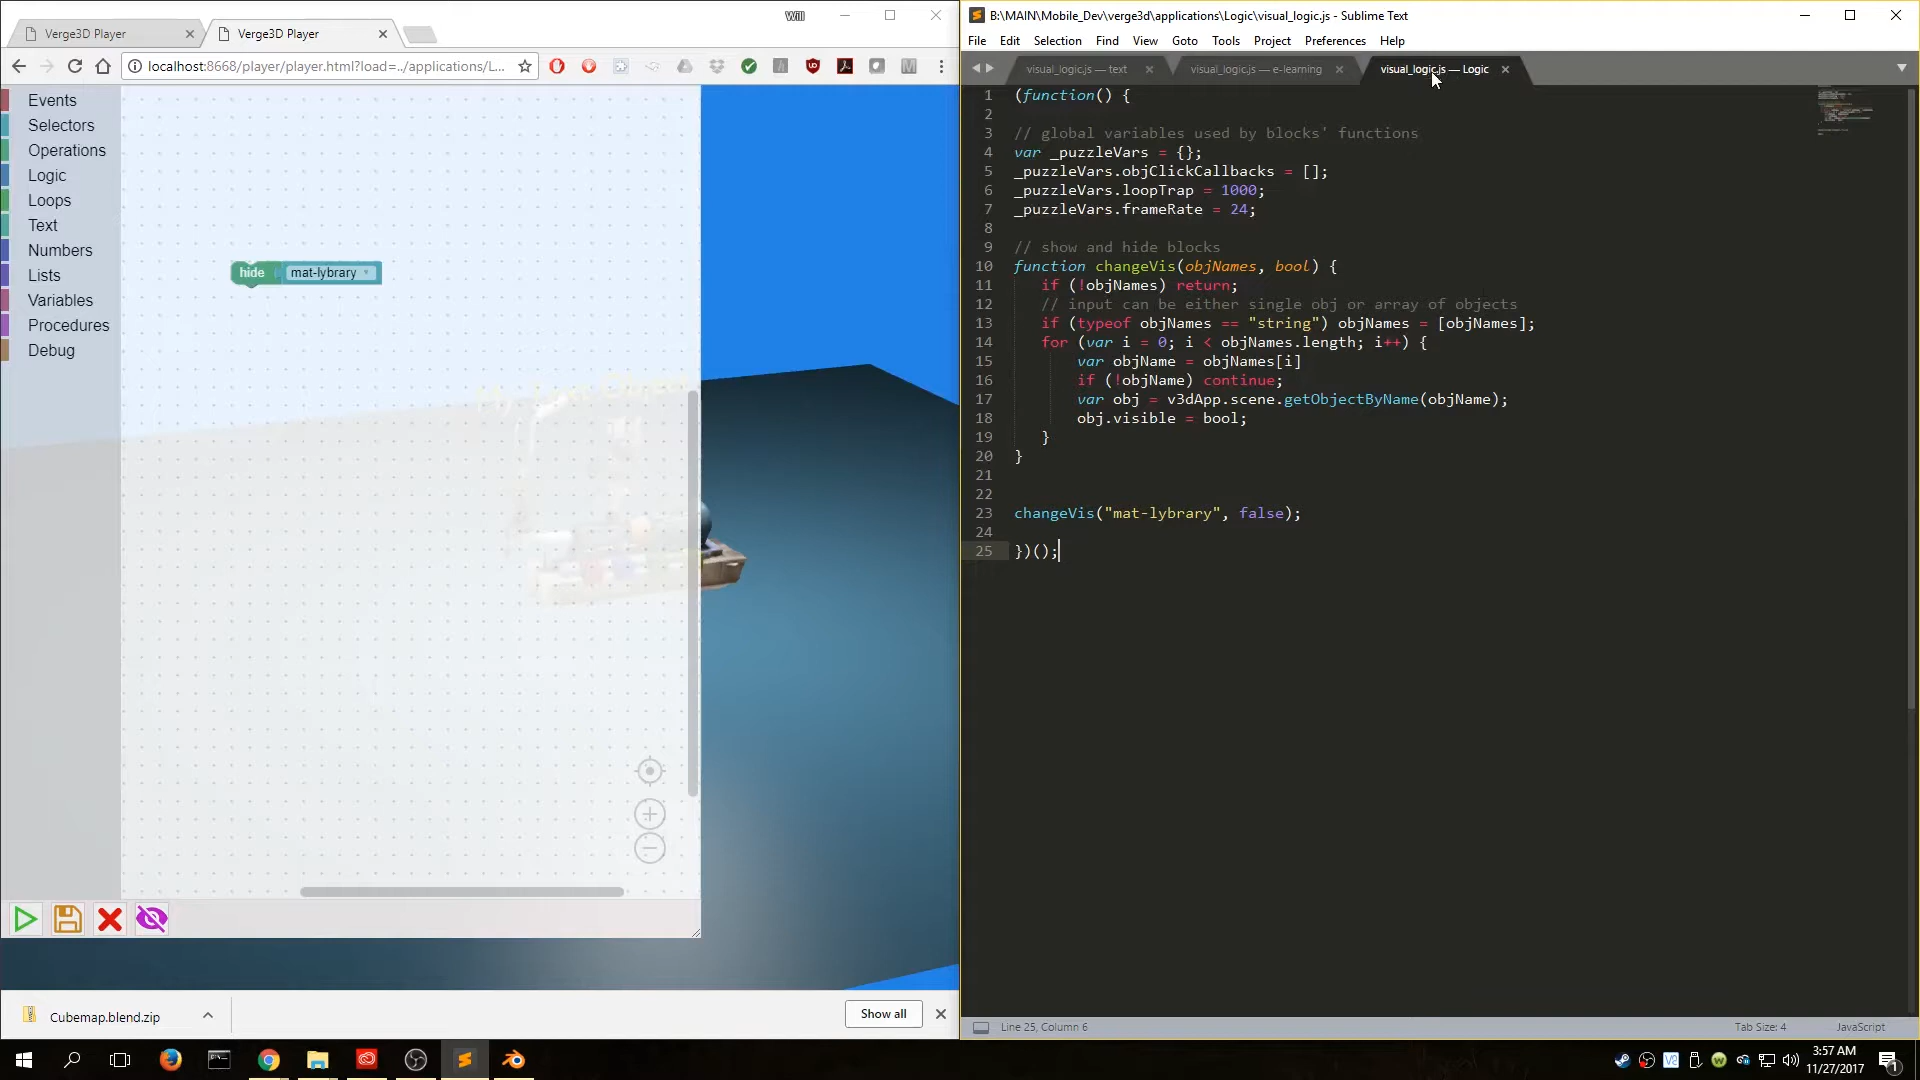 Will
Verge3D Player
Verge3D Player
localhost:8668/player/player.html?load=../applications/L...
Events
Selectors
Operations
Logic
Loops
Text
Numbers
Lists
Variables
Procedures
Debug
hide mat-lybrary
My Text Object
Cubemap.blend.zip
Show all
B:\MAIN\Mobile_Dev\verge3d\applications\Logic\visual_logic.js - Sublime Text
File Edit Selection Find View Goto Tools Project Preferences Help
visual_logic.js — text
visual_logic.js — e-learning
visual_logic.js — Logic
1 (function() {
2
3 // global variables used by blocks' functions
4 var _puzzleVars = {};
5 _puzzleVars.objClickCallbacks = [];
6 _puzzleVars.loopTrap = 1000;
7 _puzzleVars.frameRate = 24;
8
9 // show and hide blocks
10 function changeVis(objNames, bool) {
11 if (!objNames) return;
12 // input can be either single obj or array of objects
13 if (typeof objNames == "string") objNames = [objNames];
14 for (var i = 0; i < objNames.length; i++) {
15 var objName = objNames[i]
16 if (!objName) continue;
17 var obj = v3dApp.scene.getObjectByName(objName);
18 obj.visible = bool;
19 }
20 }
21
22
23 changeVis("mat-lybrary", false);
24
25 })();
Line 25, Column 6
Tab Size: 4
JavaScript
3:57 AM
11/27/2017
1